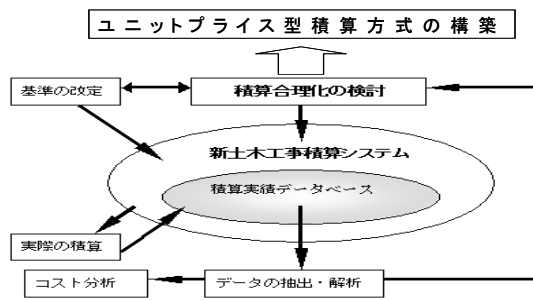 ユニットプライス型積算方式の構築
基準の改定
積算合理化の検討
新土木工事積算システム
積算実績データベース
実際の積算
コスト分析
データの抽出・解析